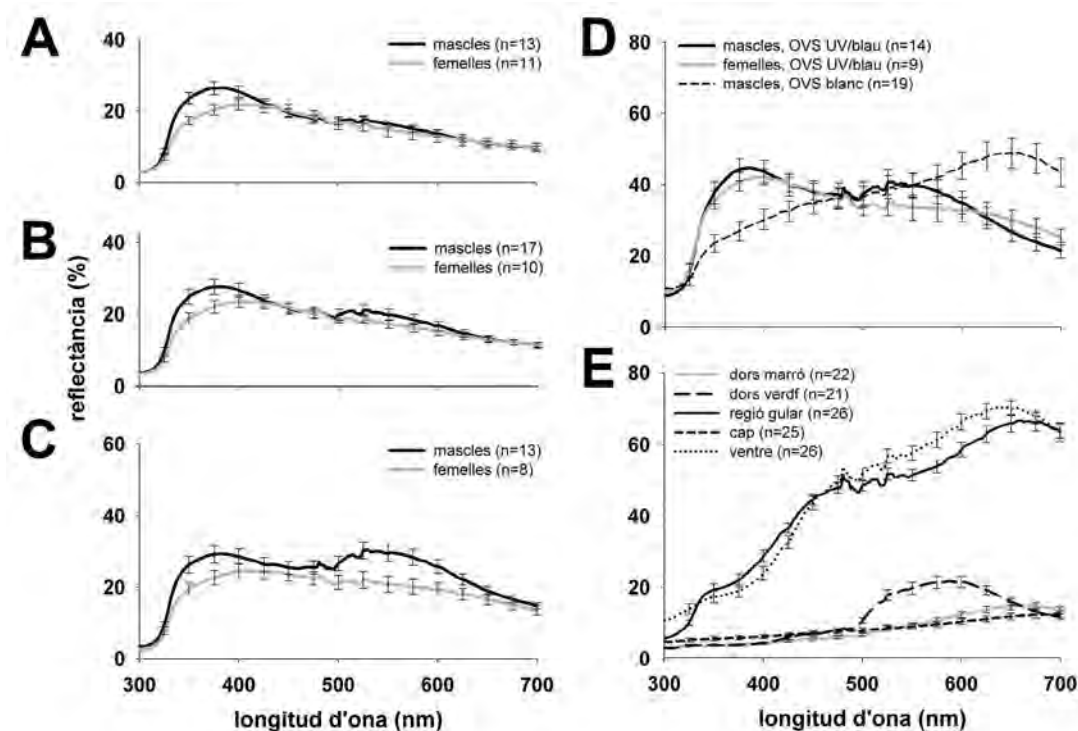 A
40
20
0
mascles (n=13)
femelles (n=11)
B
40
20
0
mascles (n=17)
femelles (n=10)
reflectància (%)
C
60
40
20
0
mascles (n=13)
femelles (n=8)
300 400 500 600 700
longitud d'ona (nm)
D
80
60
40
20
0
mascles, OVS UV/blau (n=14)
femelles, OVS UV/blau (n=9)
mascles, OVS blanc (n=19)
E
80
60
40
20
0
dors marró (n=22)
dors verdf (n=21)
regió gular (n=26)
cap (n=25)
ventre (n=26)
300 400 500 600 700
longitud d'ona (nm)